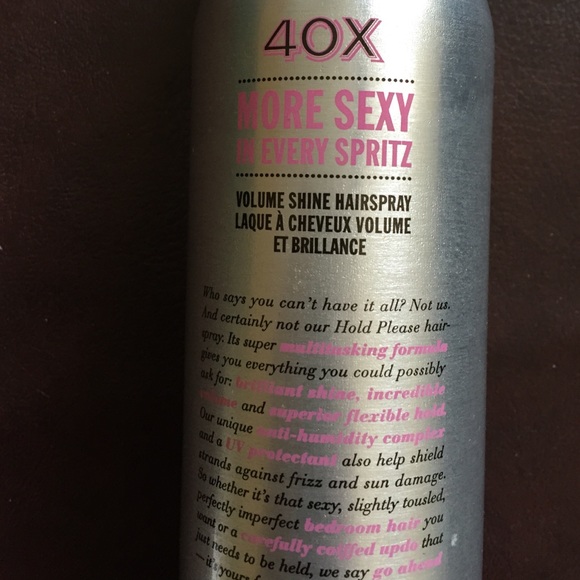 40X
MORE SEXY
IN EVERY SPRITZ
VOLUME SHINE HAIRSPRAY
LAQUE À CHEVEUX VOLUME
ET BRILLANCE
Who says you can't have it all? Not us.
And certainly not our Hold Please hair-
spray. Its super multitasking formula
gives you everything you could possibly
ask for: brilliant shine, incredible
volume and superior flexible hold.
Our unique anti-humidity complex
and a UV protectant also help shield
strands against frizz and sun damage.
So whether it's that sexy, slightly tousled,
perfectly imperfect bedroom hair you
want or a carefully coiffed updo that
just needs to be held, we say go ahead
—it's yours